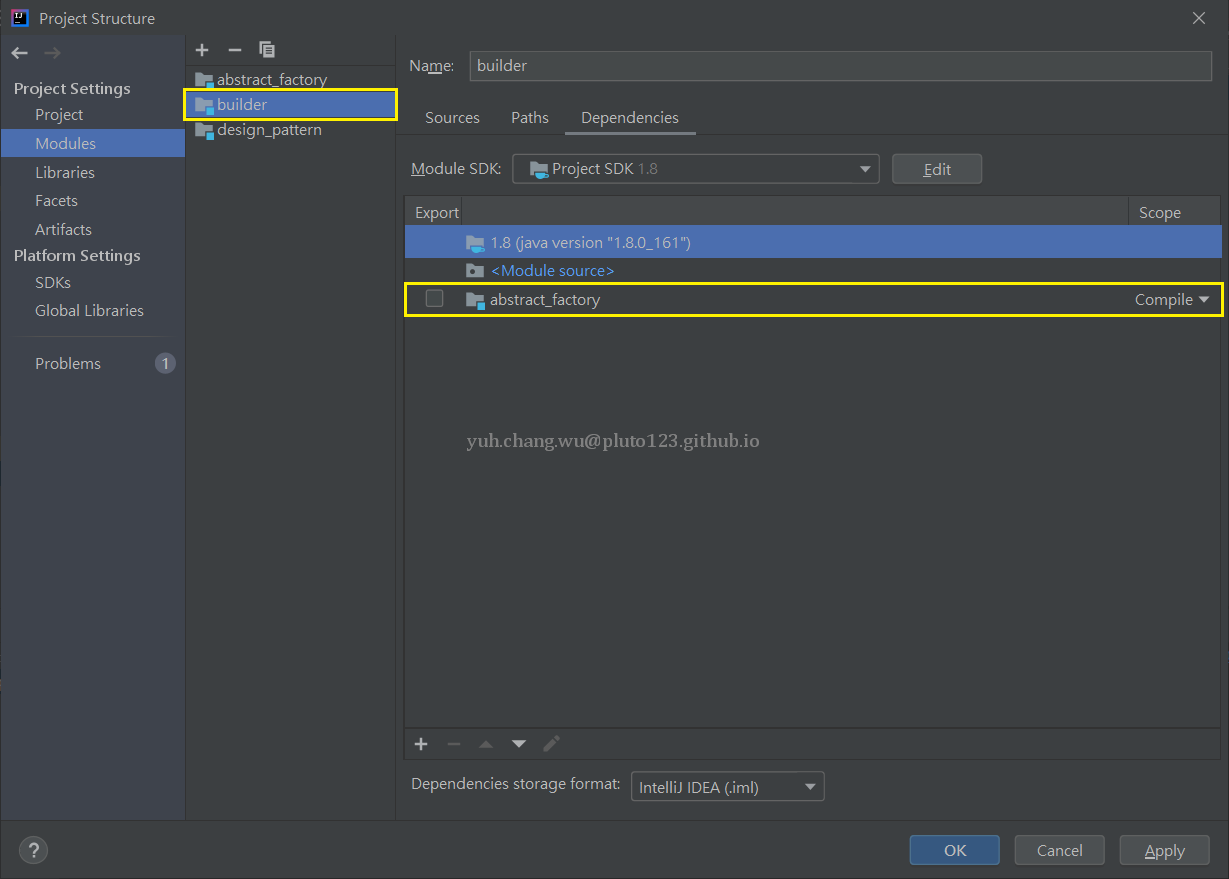 Project Structure
Project Settings
Project
Modules
Libraries
Facets
Artifacts
Platform Settings
SDKs
Global Libraries
Problems 1
abstract_factory
builder
design_pattern
Name: builder
Sources Paths Dependencies
Module SDK: Project SDK 1.8 Edit
Export Scope
1.8 (java version "1.8.0_161")
<Module source>
abstract_factory Compile
yuh.chang.wu@pluto123.github.io
Dependencies storage format: IntelliJ IDEA (.iml)
? OK Cancel Apply